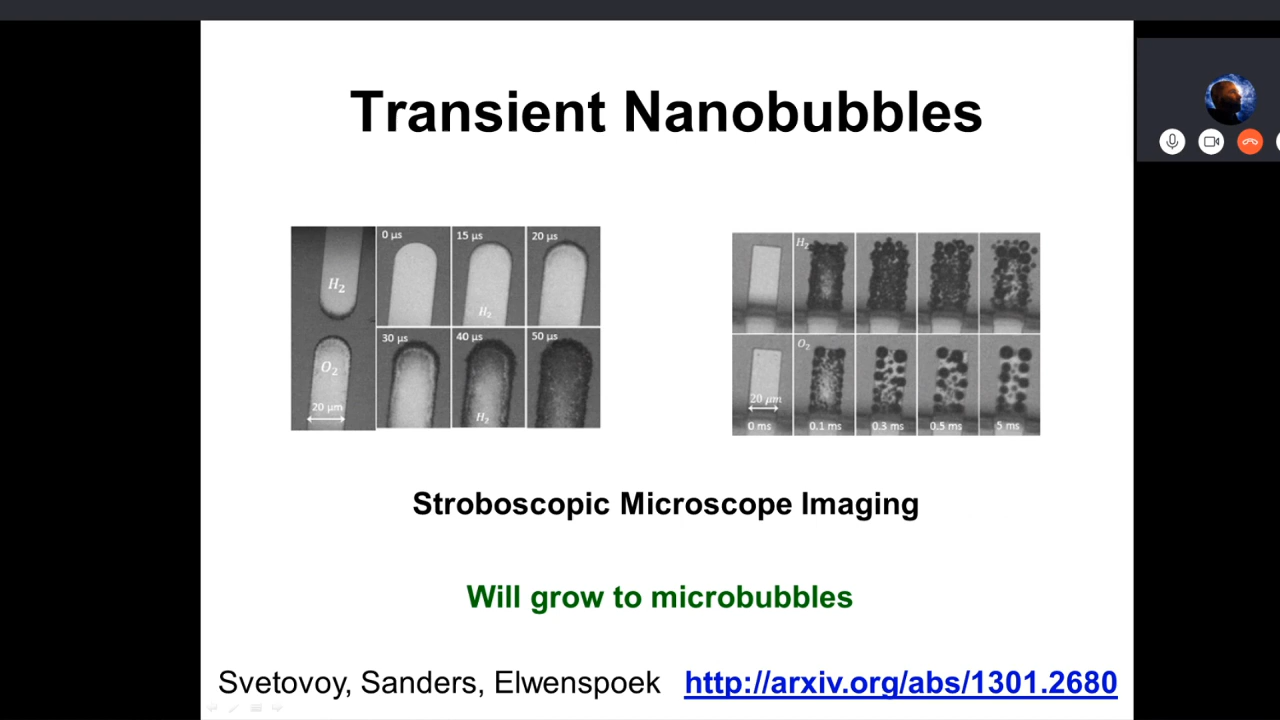 Transient Nanobubbles
H₂
O₂
20 μm
0 μs
15 μs
H₂
20 μs
30 μs
40 μs
H₂
50 μs
H₂
O₂
20 μm
0 ms
0.1 ms
0.3 ms
0.5 ms
5 ms
Stroboscopic Microscope Imaging
Will grow to microbubbles
Svetovoy, Sanders, Elwenspoek http://arxiv.org/abs/1301.2680